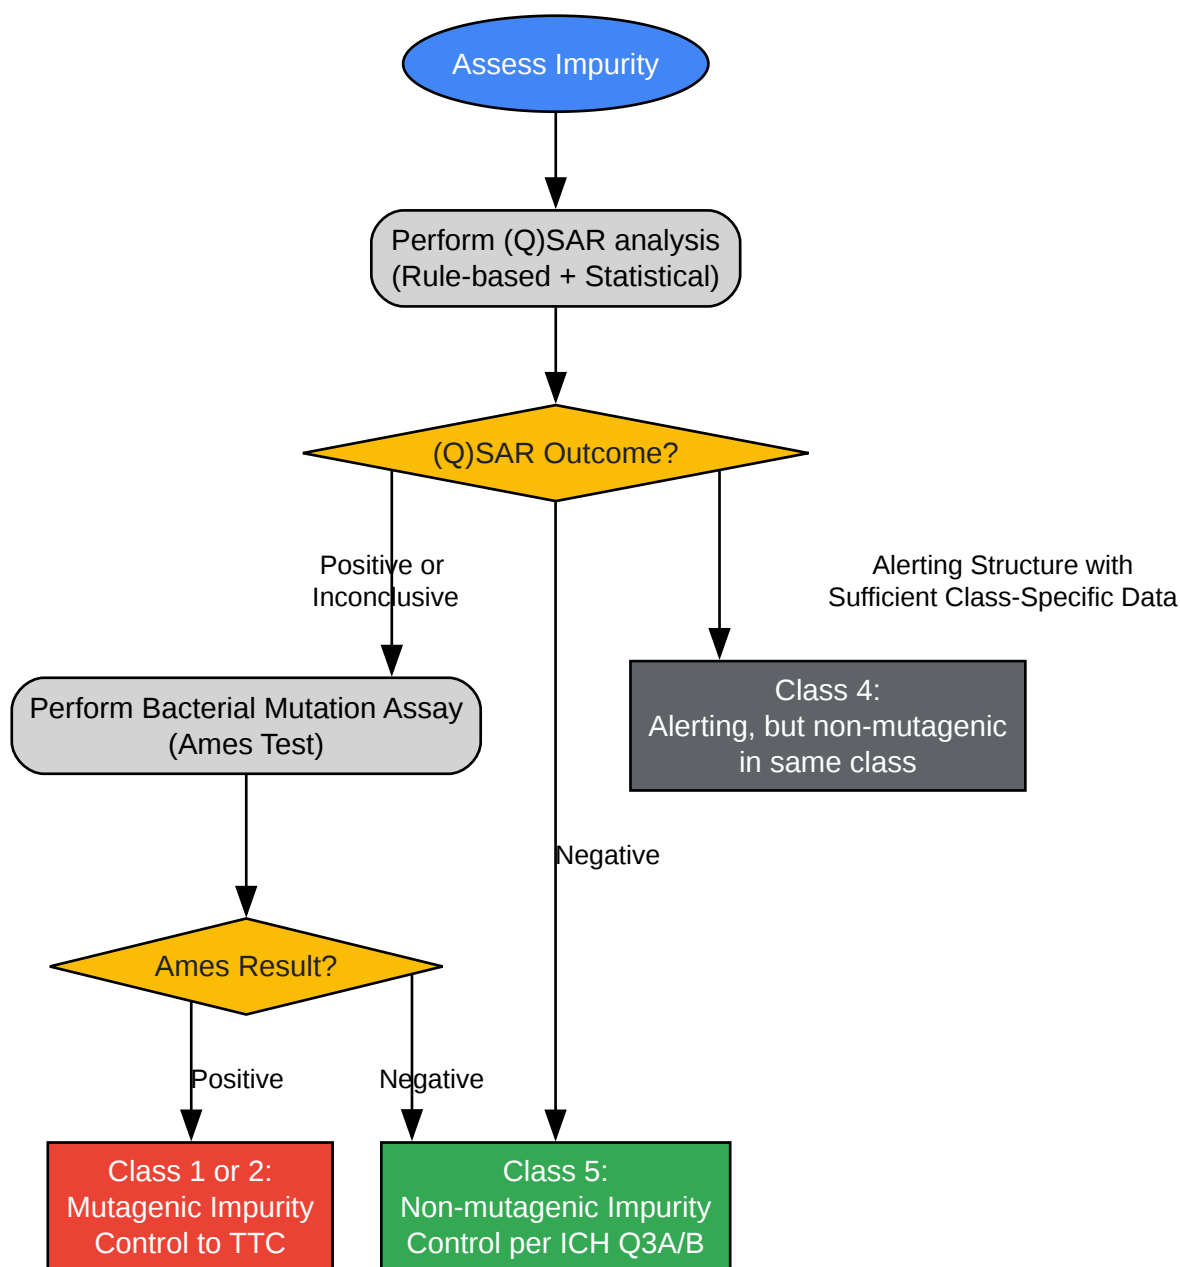 Assess Impurity
Perform (Q)SAR analysis
(Rule-based + Statistical)
(Q)SAR Outcome?
Positive or
Inconclusive
Alerting Structure with
Sufficient Class-Specific Data
Perform Bacterial Mutation Assay
(Ames Test)
Class 4:
Alerting, but non-mutagenic
in same class
Negative
Ames Result?
Positive
Negative
Class 1 or 2:
Mutagenic Impurity
Control to TTC
Class 5:
Non-mutagenic Impurity
Control per ICH Q3A/B